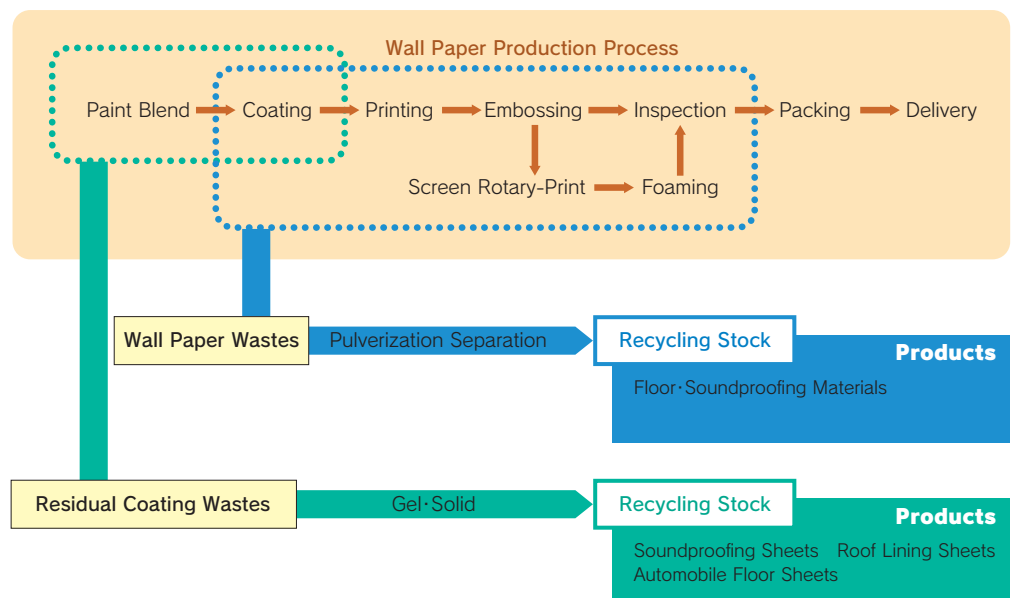 Wall Paper Production Process
Paint Blend Coating Printing Embossing Inspection Packing Delivery
Screen Rotary-Print Foaming
Wall Paper Wastes Pulverization Separation Recycling Stock
Products
Floor·Soundproofing Materials
Residual Coating Wastes Gel·Solid Recycling Stock
Products
Soundproofing Sheets Roof Lining Sheets
Automobile Floor Sheets